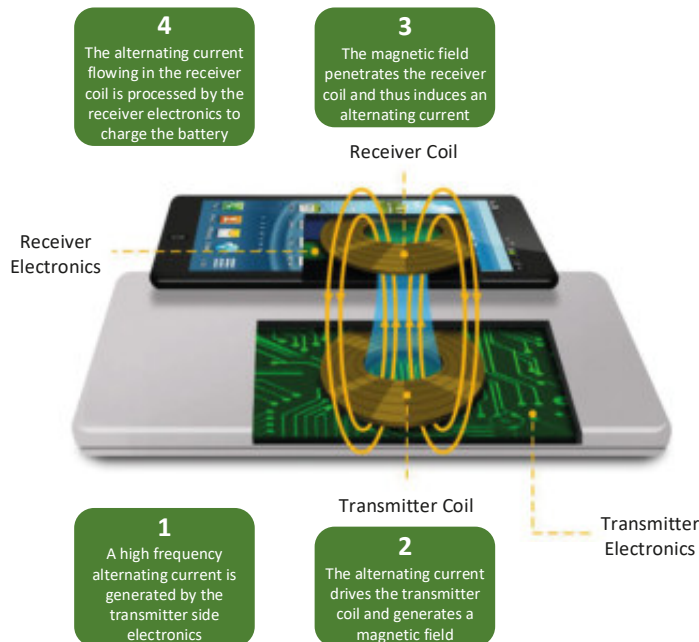 4
The alternating current
flowing in the receiver
coil is processed by the
receiver electronics to
charge the battery
3
The magnetic field
penetrates the receiver
coil and thus induces an
alternating current
Receiver Coil
Receiver
Electronics
Transmitter Coil
Transmitter
Electronics
1
A high frequency
alternating current is
generated by the
transmitter side
electronics
2
The alternating current
drives the transmitter
coil and generates a
magnetic field